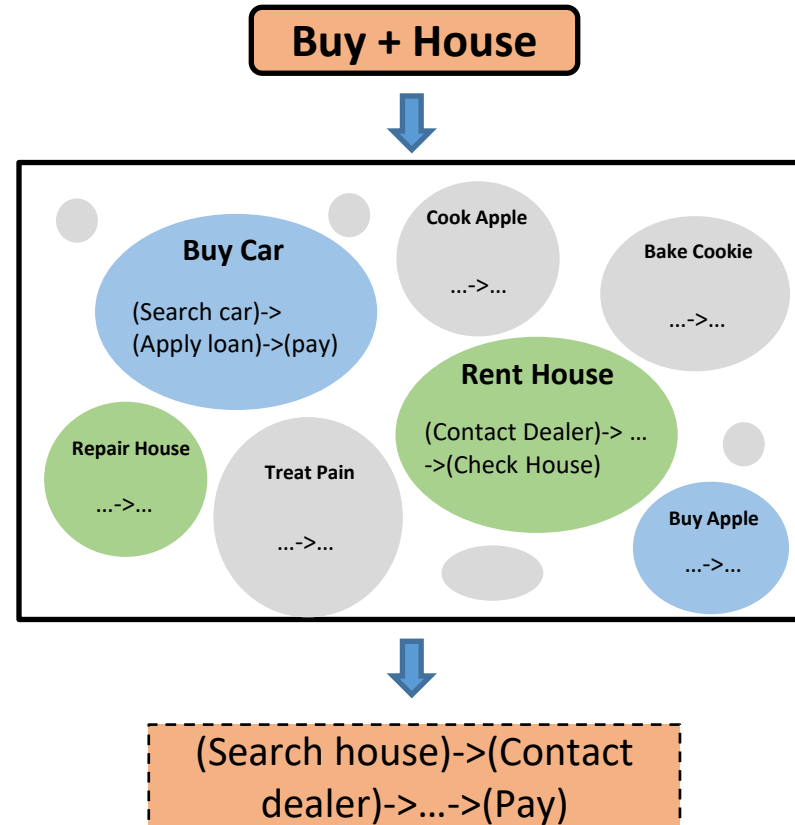 Buy + House
Cook Apple
...->...
Bake Cookie
...->...
Buy Car
(Search car)->
(Apply loan)->(pay)
Rent House
(Contact Dealer)-> ...
->(Check House)
Repair House
...->...
Treat Pain
...->...
Buy Apple
...->...
(Search house)->(Contact
dealer)->...->(Pay)